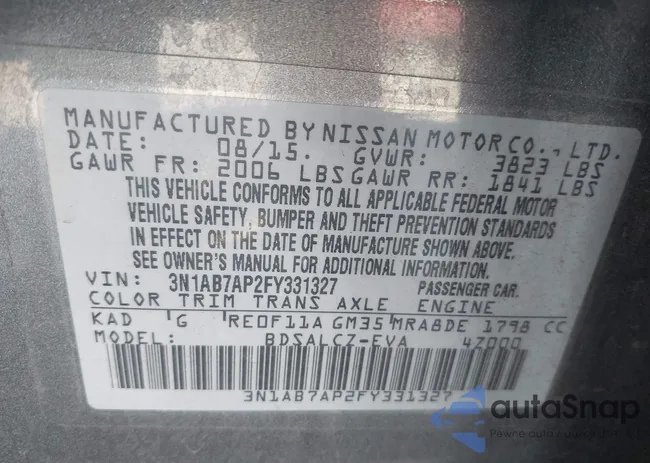 MANUFACTURED BY NISSAN MOTOR CO., LTD.
DATE: 08/15. GVWR: 3823 LBS
GAWR FR: 2006 LBS GAWR RR: 1841 LBS
THIS VEHICLE CONFORMS TO ALL APPLICABLE FEDERAL MOTOR
VEHICLE SAFETY, BUMPER AND THEFT PREVENTION STANDARDS
IN EFFECT ON THE DATE OF MANUFACTURE SHOWN ABOVE.
SEE OWNER'S MANUAL FOR ADDITIONAL INFORMATION.
VIN: 3N1AB7AP2FY331327 PASSENGER CAR.
COLOR TRIM TRANS AXLE ENGINE
KAD G RE0F11A GM35 MRA8DE 1798 CC
MODEL: BDSALCZ-EVA 4Z000
3N1AB7AP2FY331327
autoSnap
Pewne auto z